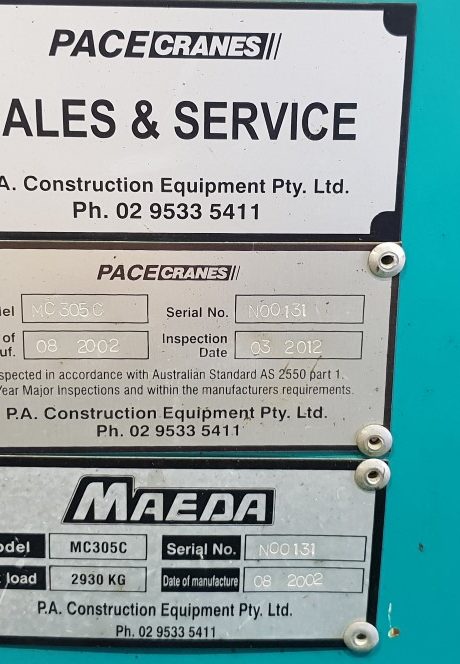 PACE CRANES
ALES & SERVICE
A. Construction Equipment Pty. Ltd.
Ph. 02 9533 5411
PACE CRANES
el MC 305 C Serial No. N00131
of
uf. 08 2002 Inspection Date 03 2012
spected in accordance with Australian Standard AS 2550 part 1.
Year Major Inspections and within the manufacturers requirements.
P.A. Construction Equipment Pty. Ltd.
Ph. 02 9533 5411
MAEDA
odel MC305C Serial No. N00131
load 2930 KG Date of manufacture 08 2002
P.A. Construction Equipment Pty. Ltd.
Ph. 02 9533 5411